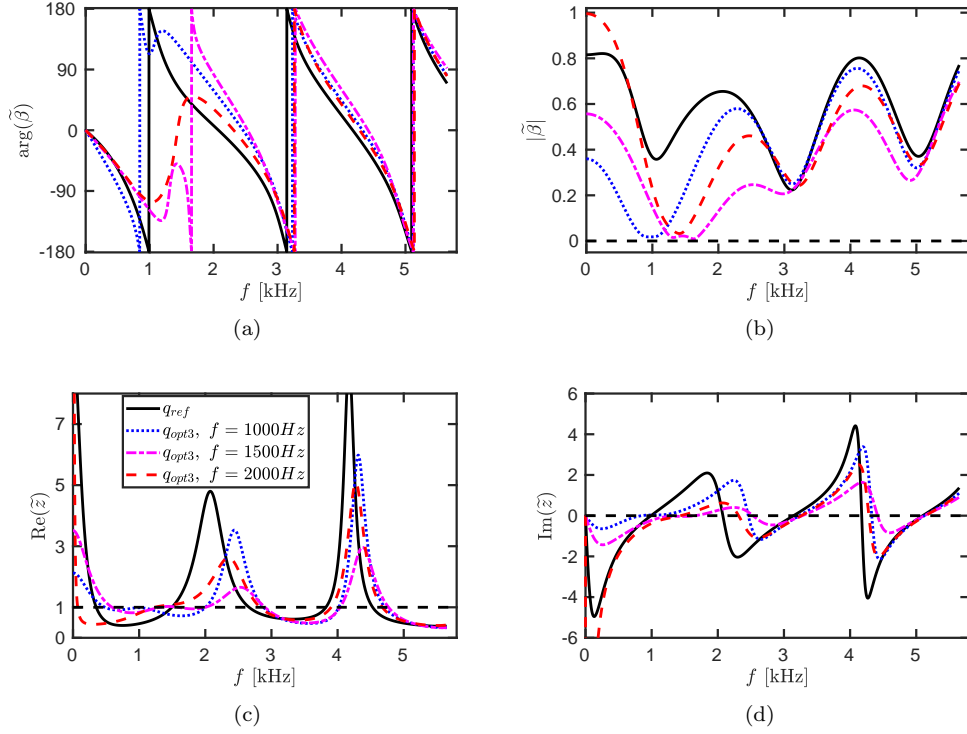 180
90
0
-90
-180
arg(β̃)
0 1 2 3 4 5
f [kHz]
(a)
1
0.8
0.6
0.4
0.2
0
|β̃|
0 1 2 3 4 5
f [kHz]
(b)
7
5
3
1
0
Re(z̃)
q_ref
q_opt3, f = 1000Hz
q_opt3, f = 1500Hz
q_opt3, f = 2000Hz
0 1 2 3 4 5
f [kHz]
(c)
6
4
2
0
-2
-4
-6
Im(z̃)
0 1 2 3 4 5
f [kHz]
(d)